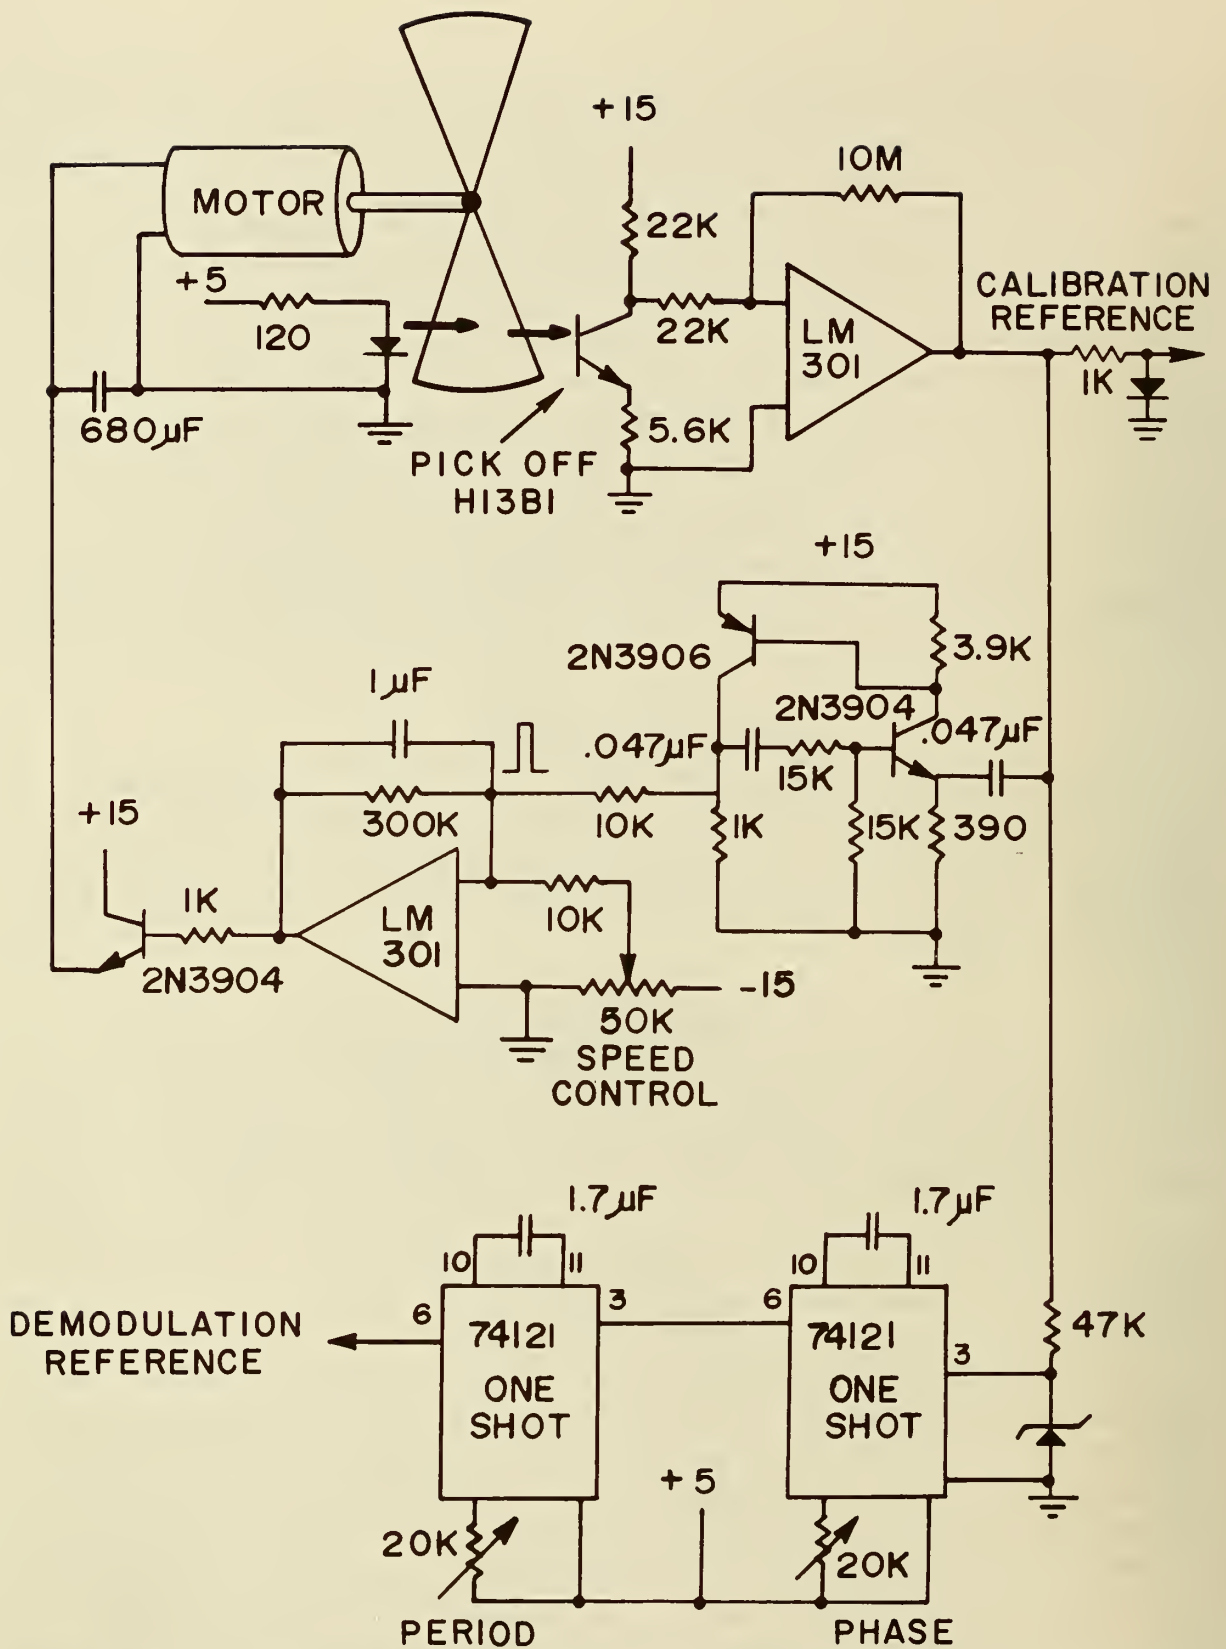 +15
10M
MOTOR
22K
+5
120
22K
LM
301
CALIBRATION
REFERENCE
1K
680µF
5.6K
PICK OFF
H13B1
+15
2N3906
3.9K
1µF
2N3904
.047µF
.047µF
15K
+15
300K
10K
1K
15K
390
1K
LM
301
10K
2N3904
-15
50K
SPEED
CONTROL
1.7µF
1.7µF
10
11
10
11
6
3
6
DEMODULATION
REFERENCE
74121
ONE
SHOT
74121
ONE
SHOT
3
47K
+5
20K
20K
PERIOD
PHASE